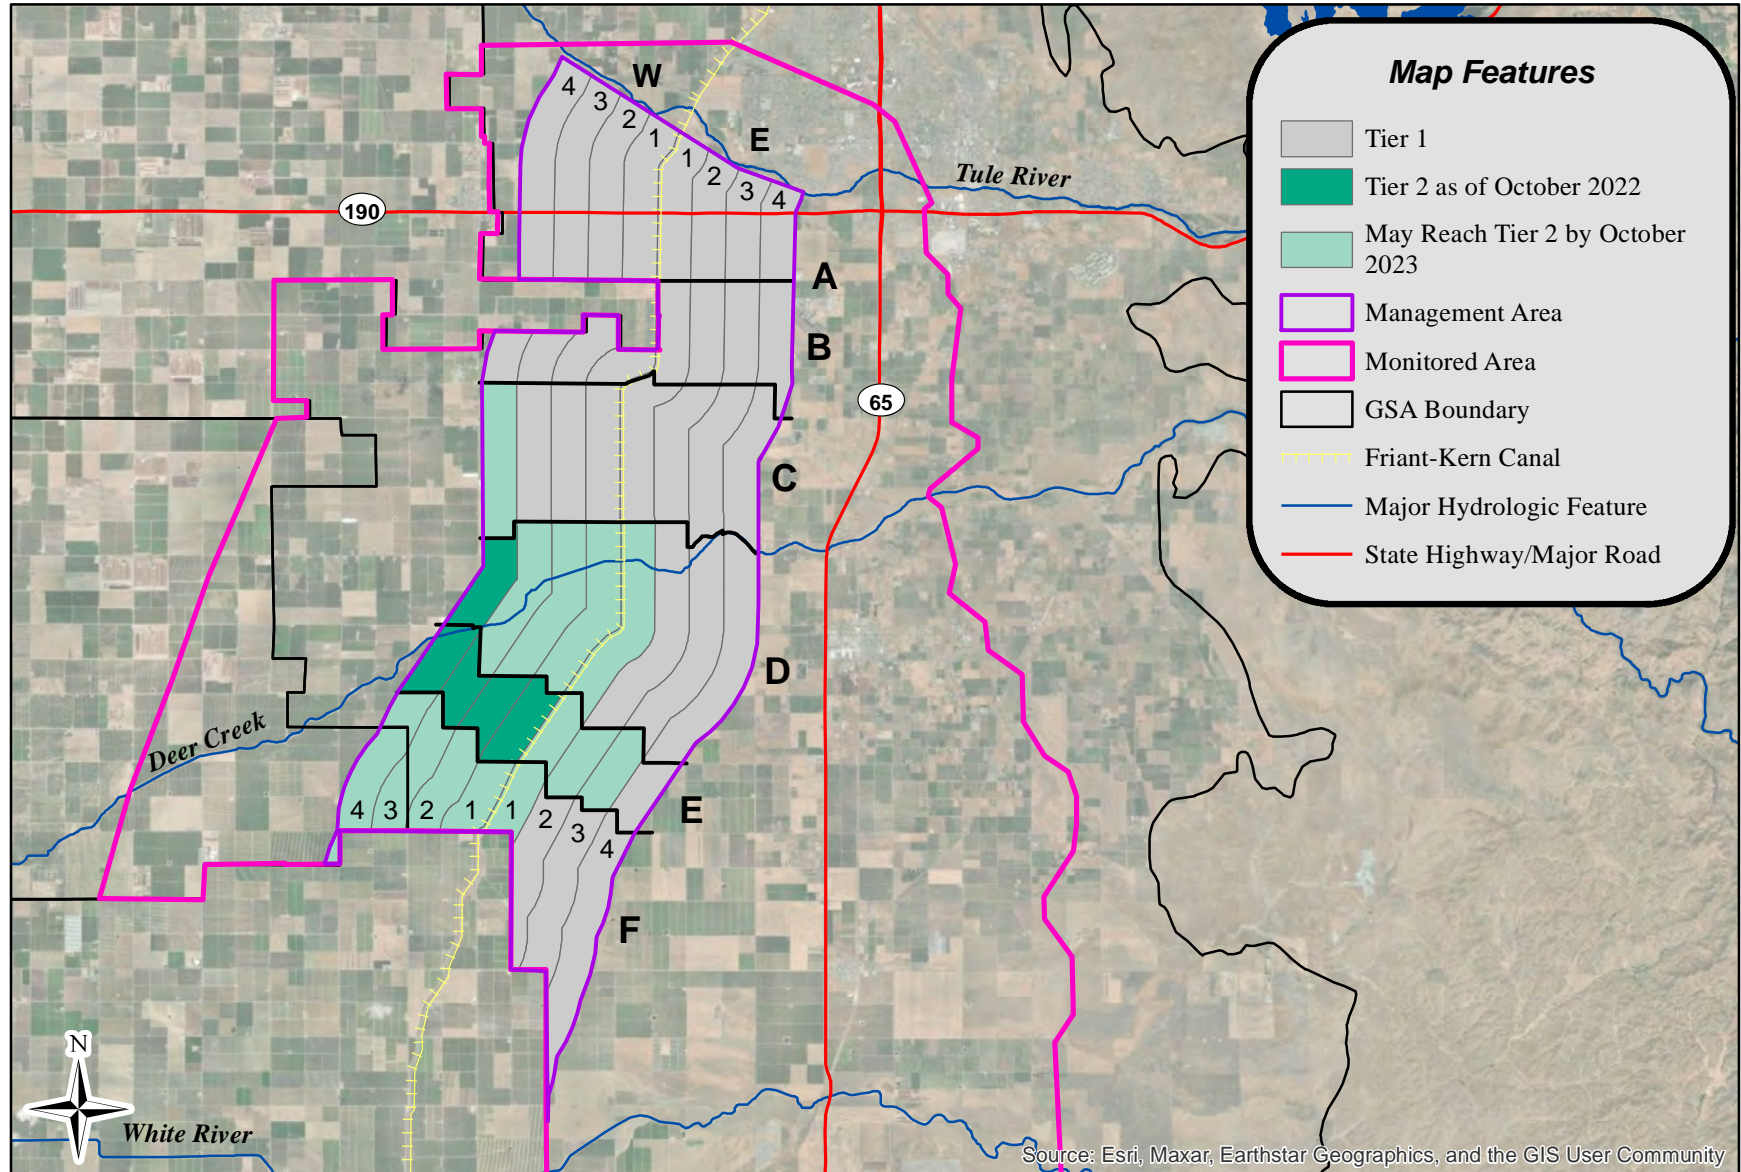 Map Features
Tier 1
Tier 2 as of October 2022
May Reach Tier 2 by October
2023
Management Area
Monitored Area
GSA Boundary
Friant-Kern Canal
Major Hydrologic Feature
State Highway/Major Road
W
4
3
2
1
E
1
2
3
4
Tule River
190
A
B
65
C
D
Deer Creek
4
3
2
1
1
2
3
4
E
F
N
White River
Source: Esri, Maxar, Earthstar Geographics, and the GIS User Community